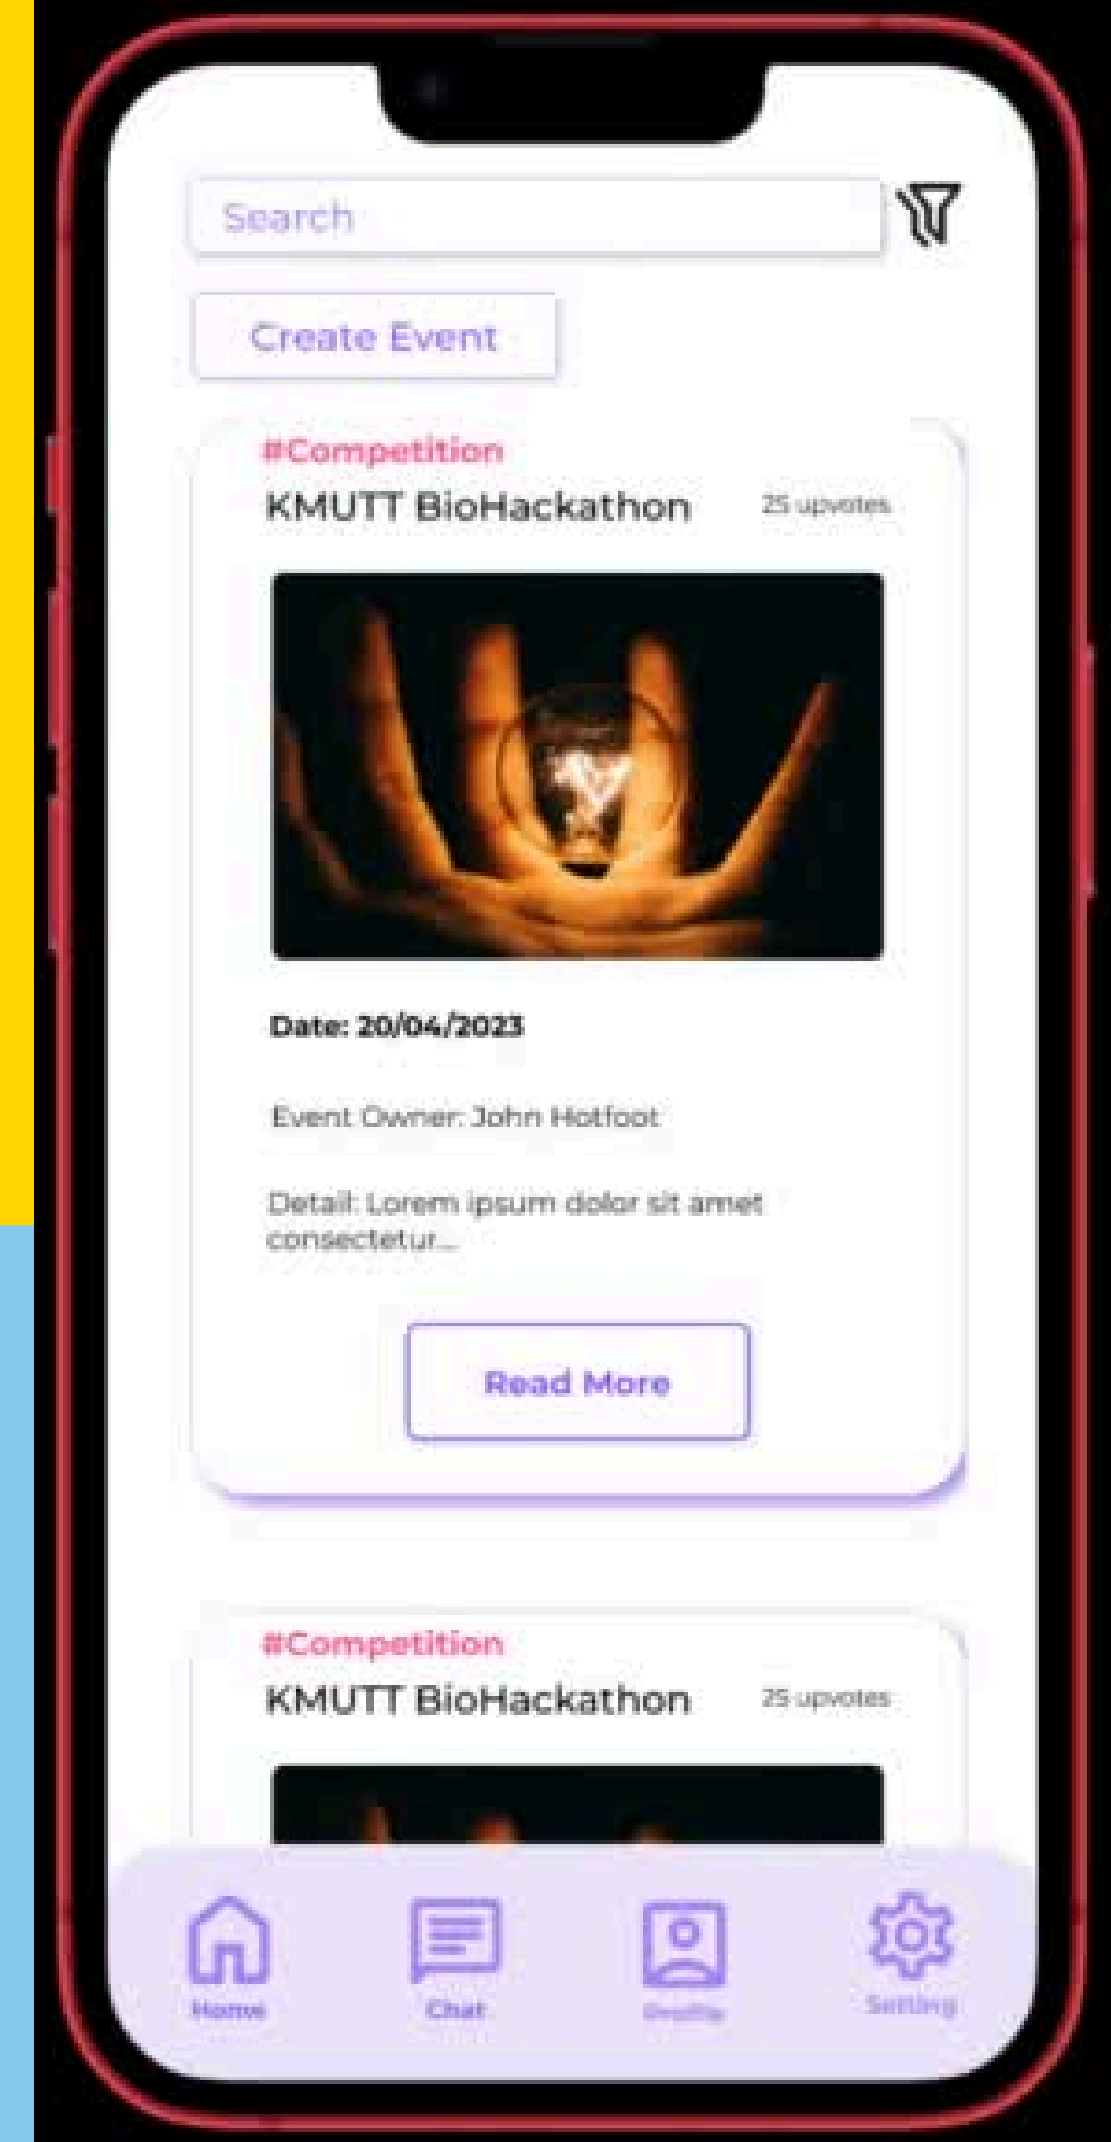 Search
Create Event
#Competition
KMUTT BioHackathon
25 upvotes
Date: 20/04/2023
Event Owner: John Hotfoot
Detail: Lorem ipsum dolor sit amet
consectetur...
Read More
#Competition
KMUTT BioHackathon
25 upvotes
Home
Chat
Profile
Setting